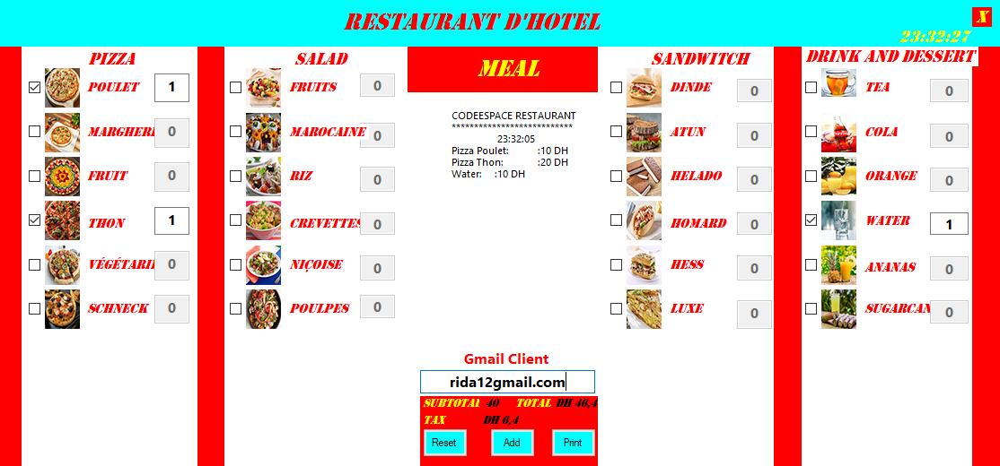 RESTAURANT D'HOTEL
X
23:32:27
PIZZA
POULET 1
MARGHERI 0
FRUIT 0
THON 1
VÉGÉTARI 0
SCHNECK 0
SALAD
FRUITS 0
MAROCAINE 0
RIZ 0
CREVETTES 0
NIÇOISE 0
POULPES 0
MEAL
CODEESPACE RESTAURANT
***************************
23:32:05
Pizza Poulet: :10 DH
Pizza Thon: :20 DH
Water: :10 DH
Gmail Client
rida12gmail.com
SUBTOTAL 40 TOTAL DH 46,4
TAX DH 6,4
Reset Add Print
SANDWITCH
DINDE 0
ATUN 0
HELADO 0
HOMARD 0
HESS 0
LUXE 0
DRINK AND DESSERT
TEA 0
COLA 0
ORANGE 0
WATER 1
ANANAS 0
SUGARCAN 0